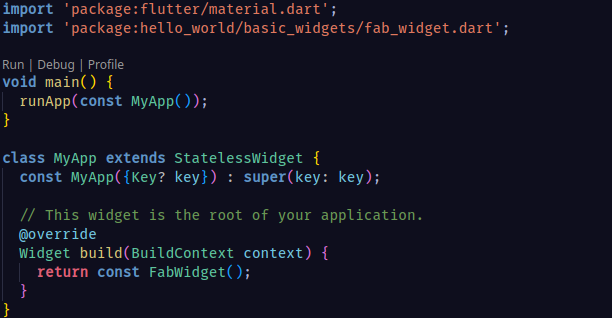 import 'package:flutter/material.dart';
import 'package:hello_world/basic_widgets/fab_widget.dart';
Run | Debug | Profile
void main() {
  runApp(const MyApp());
}
class MyApp extends StatelessWidget {
  const MyApp({Key? key}) : super(key: key);
  // This widget is the root of your application.
  @override
  Widget build(BuildContext context) {
    return const FabWidget();
  }
}